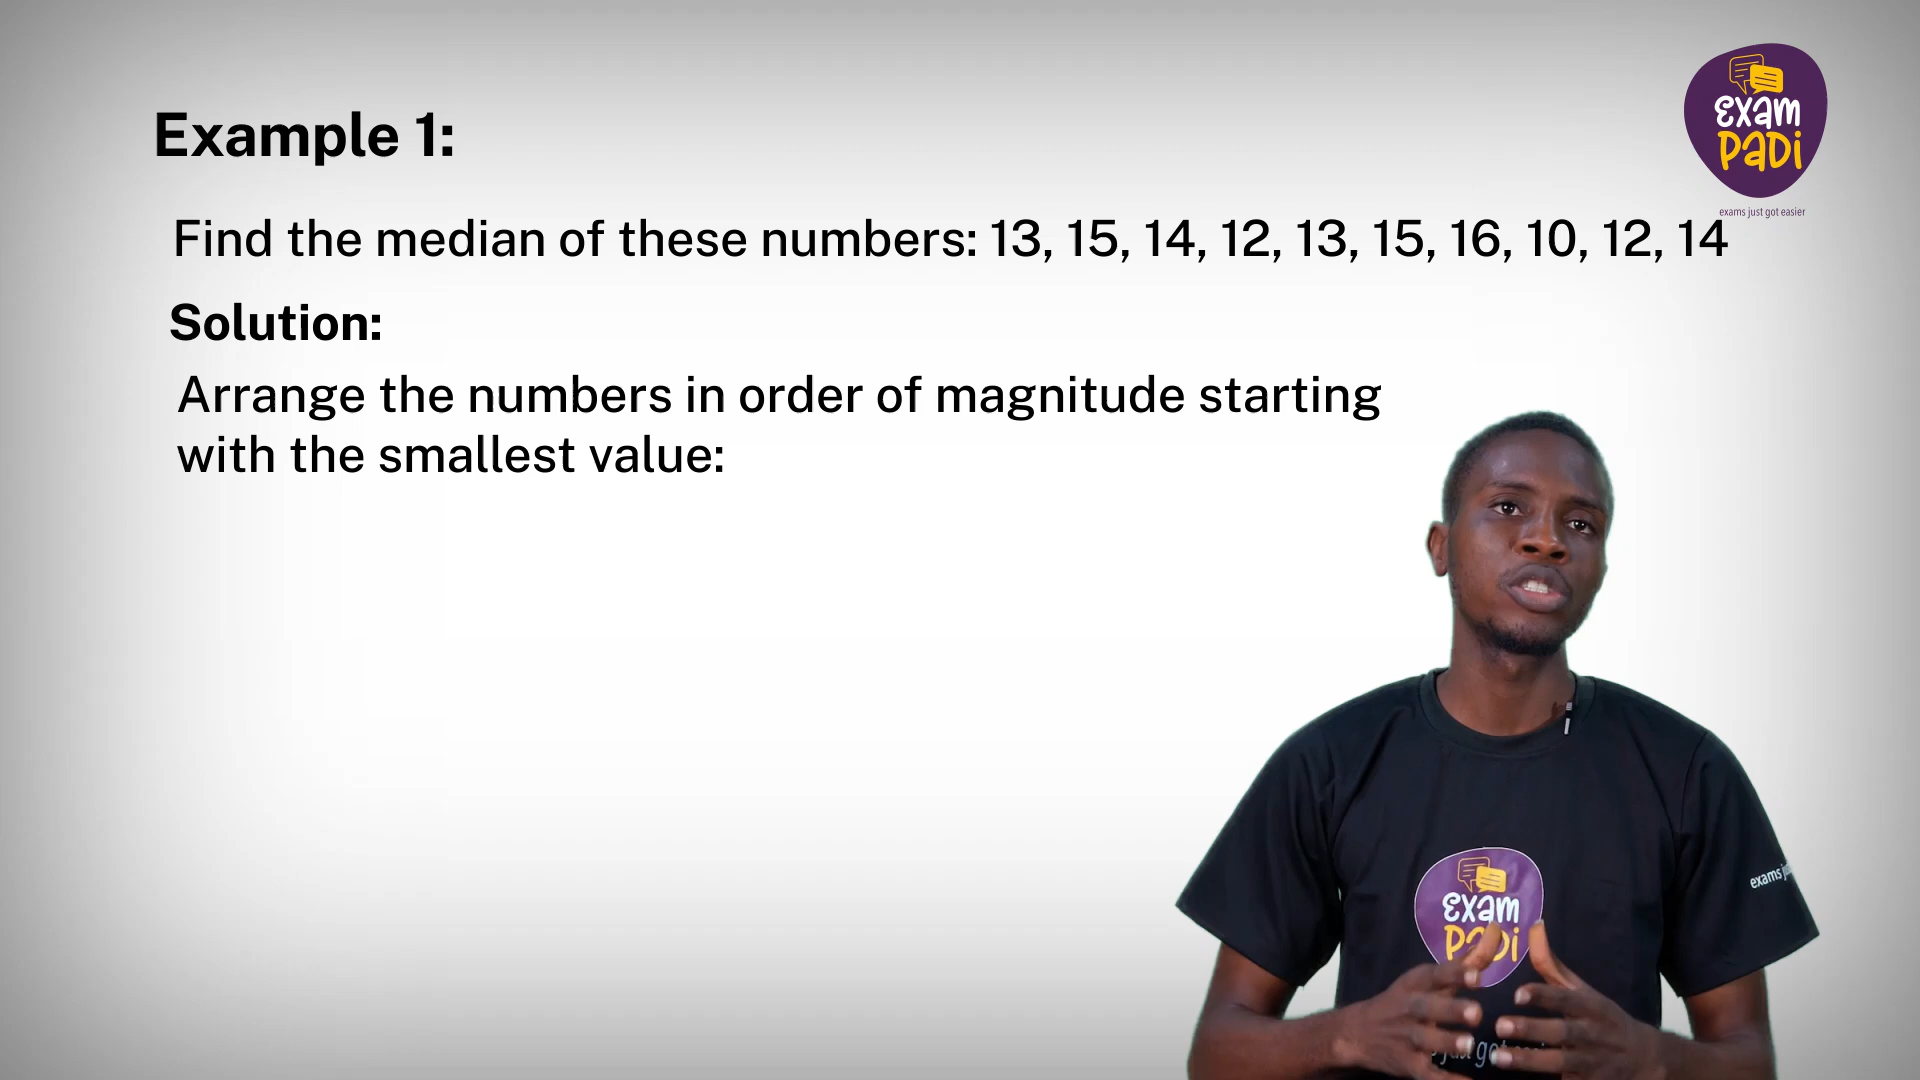 exam
padi
exams just got easier
Example 1:
Find the median of these numbers: 13, 15, 14, 12, 13, 15, 16, 10, 12, 14
Solution:
Arrange the numbers in order of magnitude starting
with the smallest value:
exams
exam
padi
got